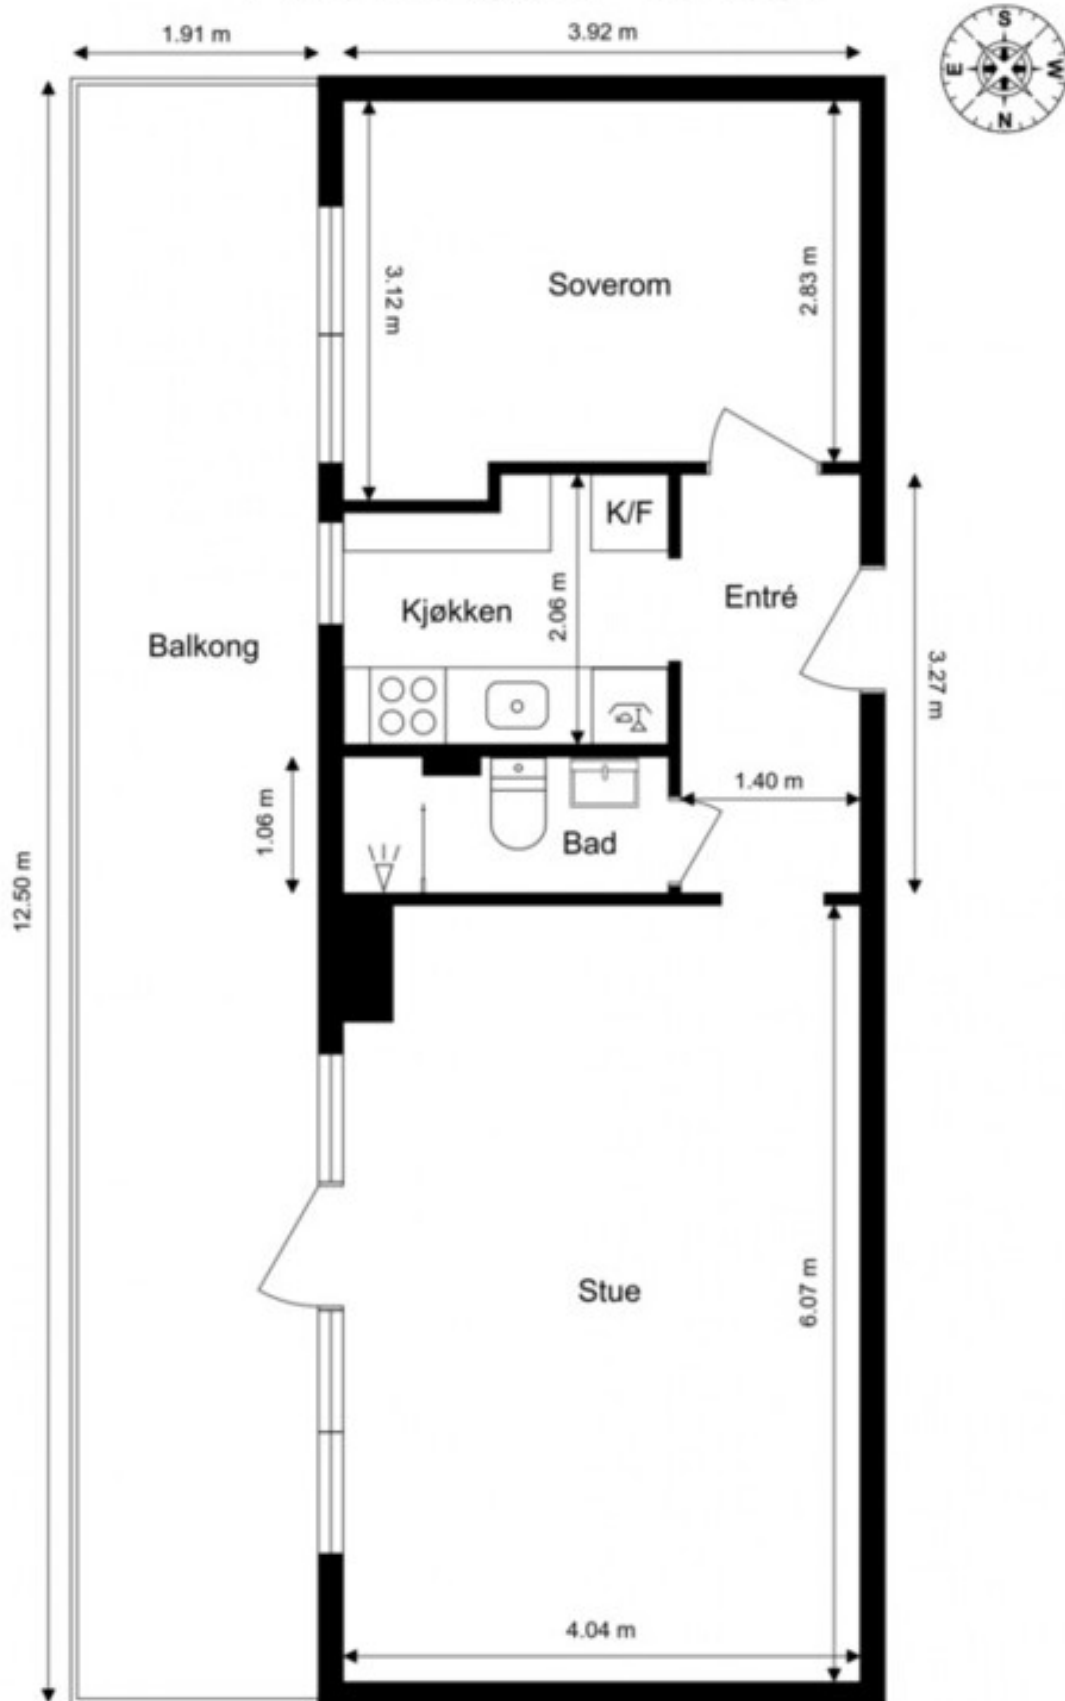 1.91 m
3.92 m
S
E
W
N
3.12 m
Soverom
2.83 m
K/F
Kjøkken
2.06 m
Entré
Balkong
3.27 m
1.06 m
1.40 m
Bad
12.50 m
Stue
6.07 m
4.04 m